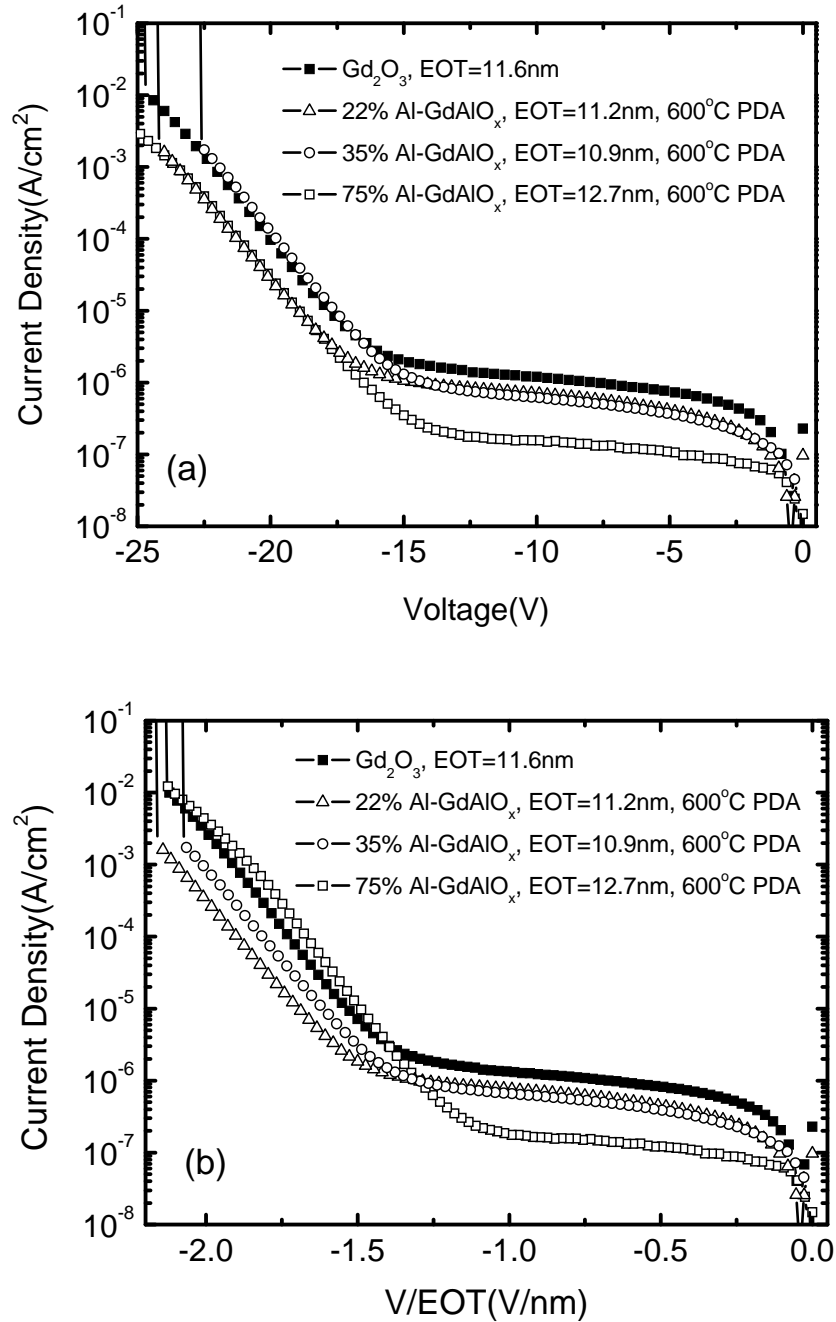 10⁻¹
10⁻²
10⁻³
10⁻⁴
10⁻⁵
10⁻⁶
10⁻⁷
10⁻⁸
Current Density(A/cm²)
Gd₂O₃, EOT=11.6nm
22% Al-GdAlOₓ, EOT=11.2nm, 600°C PDA
35% Al-GdAlOₓ, EOT=10.9nm, 600°C PDA
75% Al-GdAlOₓ, EOT=12.7nm, 600°C PDA
(a)
-25 -20 -15 -10 -5 0
Voltage(V)
10⁻¹
10⁻²
10⁻³
10⁻⁴
10⁻⁵
10⁻⁶
10⁻⁷
10⁻⁸
Current Density(A/cm²)
Gd₂O₃, EOT=11.6nm
22% Al-GdAlOₓ, EOT=11.2nm, 600°C PDA
35% Al-GdAlOₓ, EOT=10.9nm, 600°C PDA
75% Al-GdAlOₓ, EOT=12.7nm, 600°C PDA
(b)
-2.0 -1.5 -1.0 -0.5 0.0
V/EOT(V/nm)